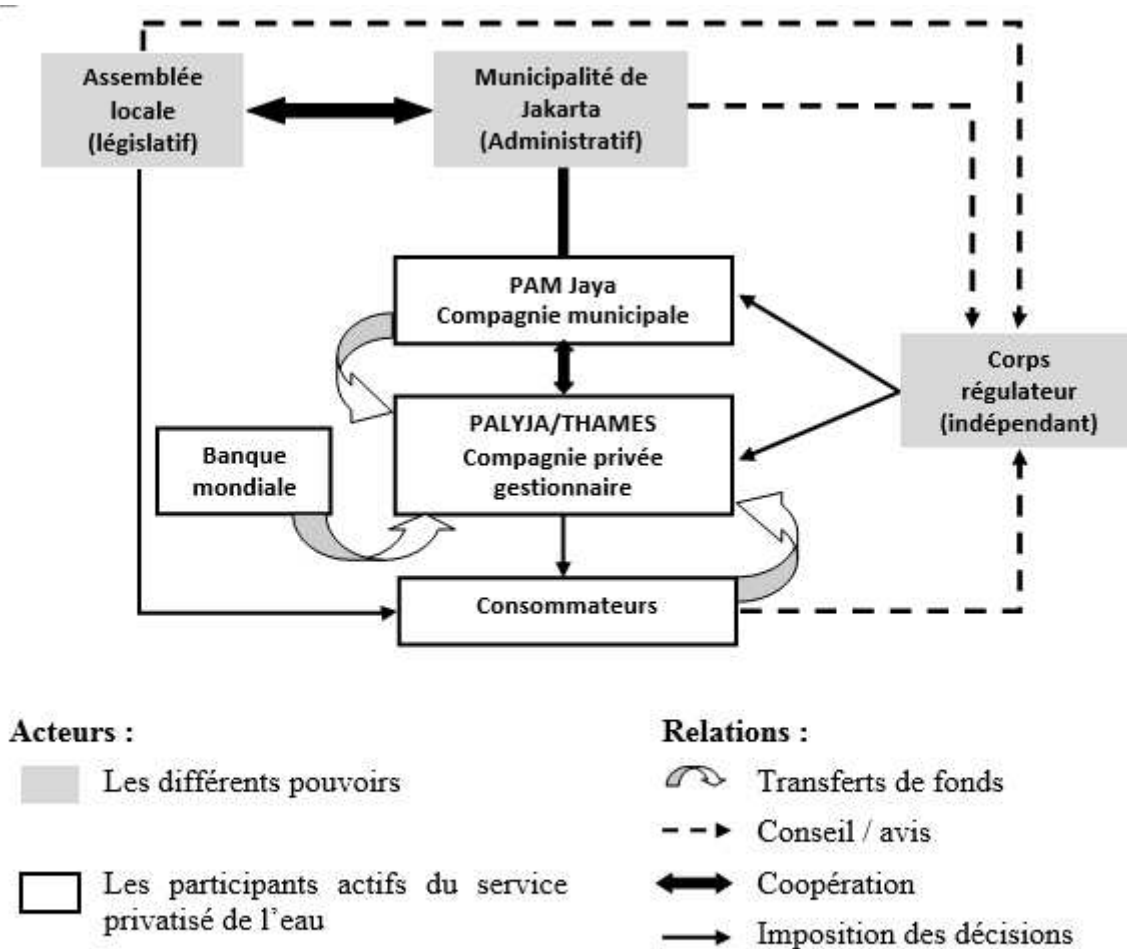 Assemblée
locale
(législatif)
Municipalité de
Jakarta
(Administratif)
PAM Jaya
Compagnie municipale
PALYJA/THAMES
Compagnie privée
gestionnaire
Banque
mondiale
Corps
régulateur
(indépendant)
Consommateurs
Acteurs :
Les différents pouvoirs
Les participants actifs du service
privatisé de l’eau
Relations :
Transferts de fonds
Conseil / avis
Coopération
Imposition des décisions